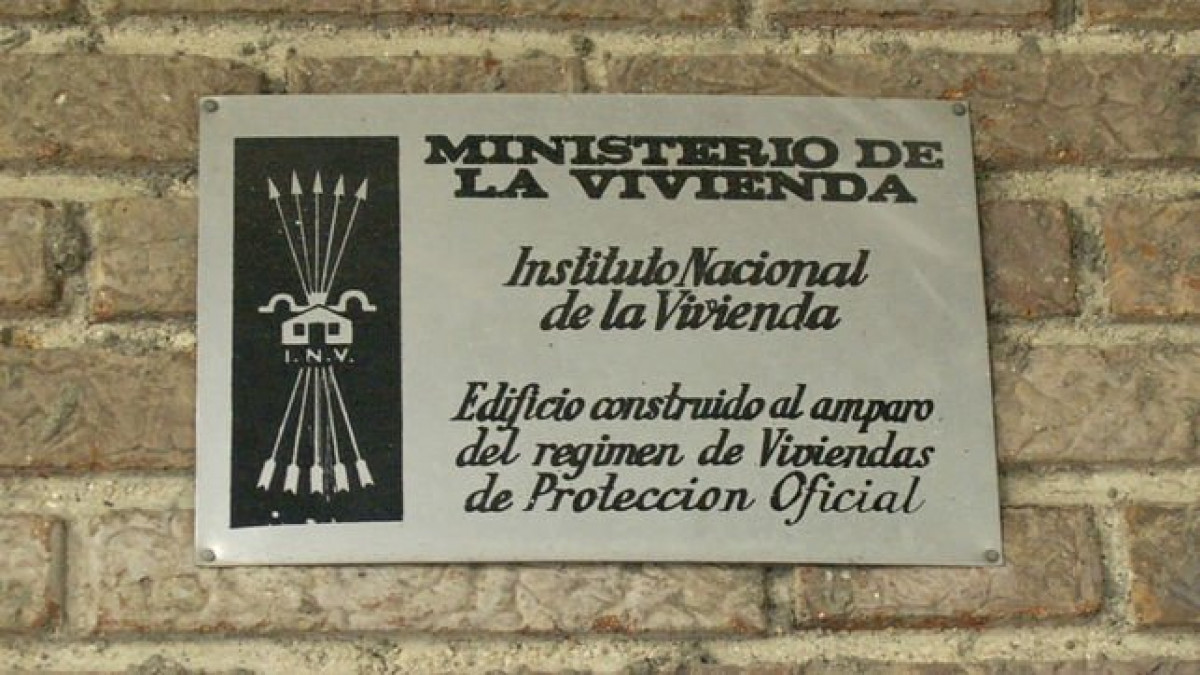 I.N.V.
MINISTERIO DE
LA VIVIENDA
Instituto Nacional
de la Vivienda
Edificio construido al amparo
del regimen de Viviendas
de Proteccion Oficial